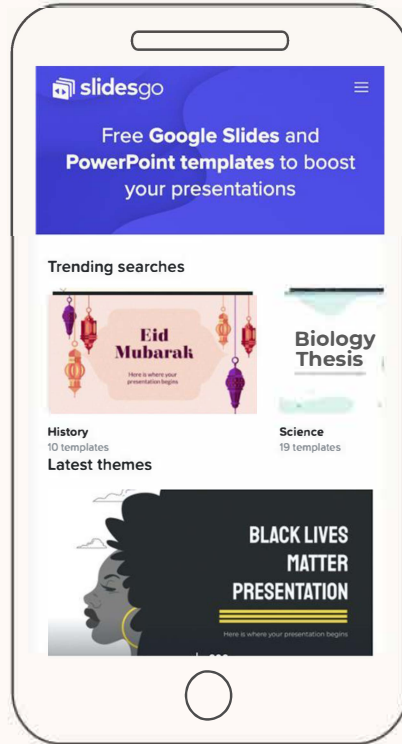 slidesgo
Free Google Slides and
PowerPoint templates to boost
your presentations
Trending searches
Eid
Mubarak
Here is where your
presentation begins
Biology
Thesis
History
10 templates
Science
19 templates
Latest themes
BLACK LIVES
MATTER
PRESENTATION
Here is where your presentation begins